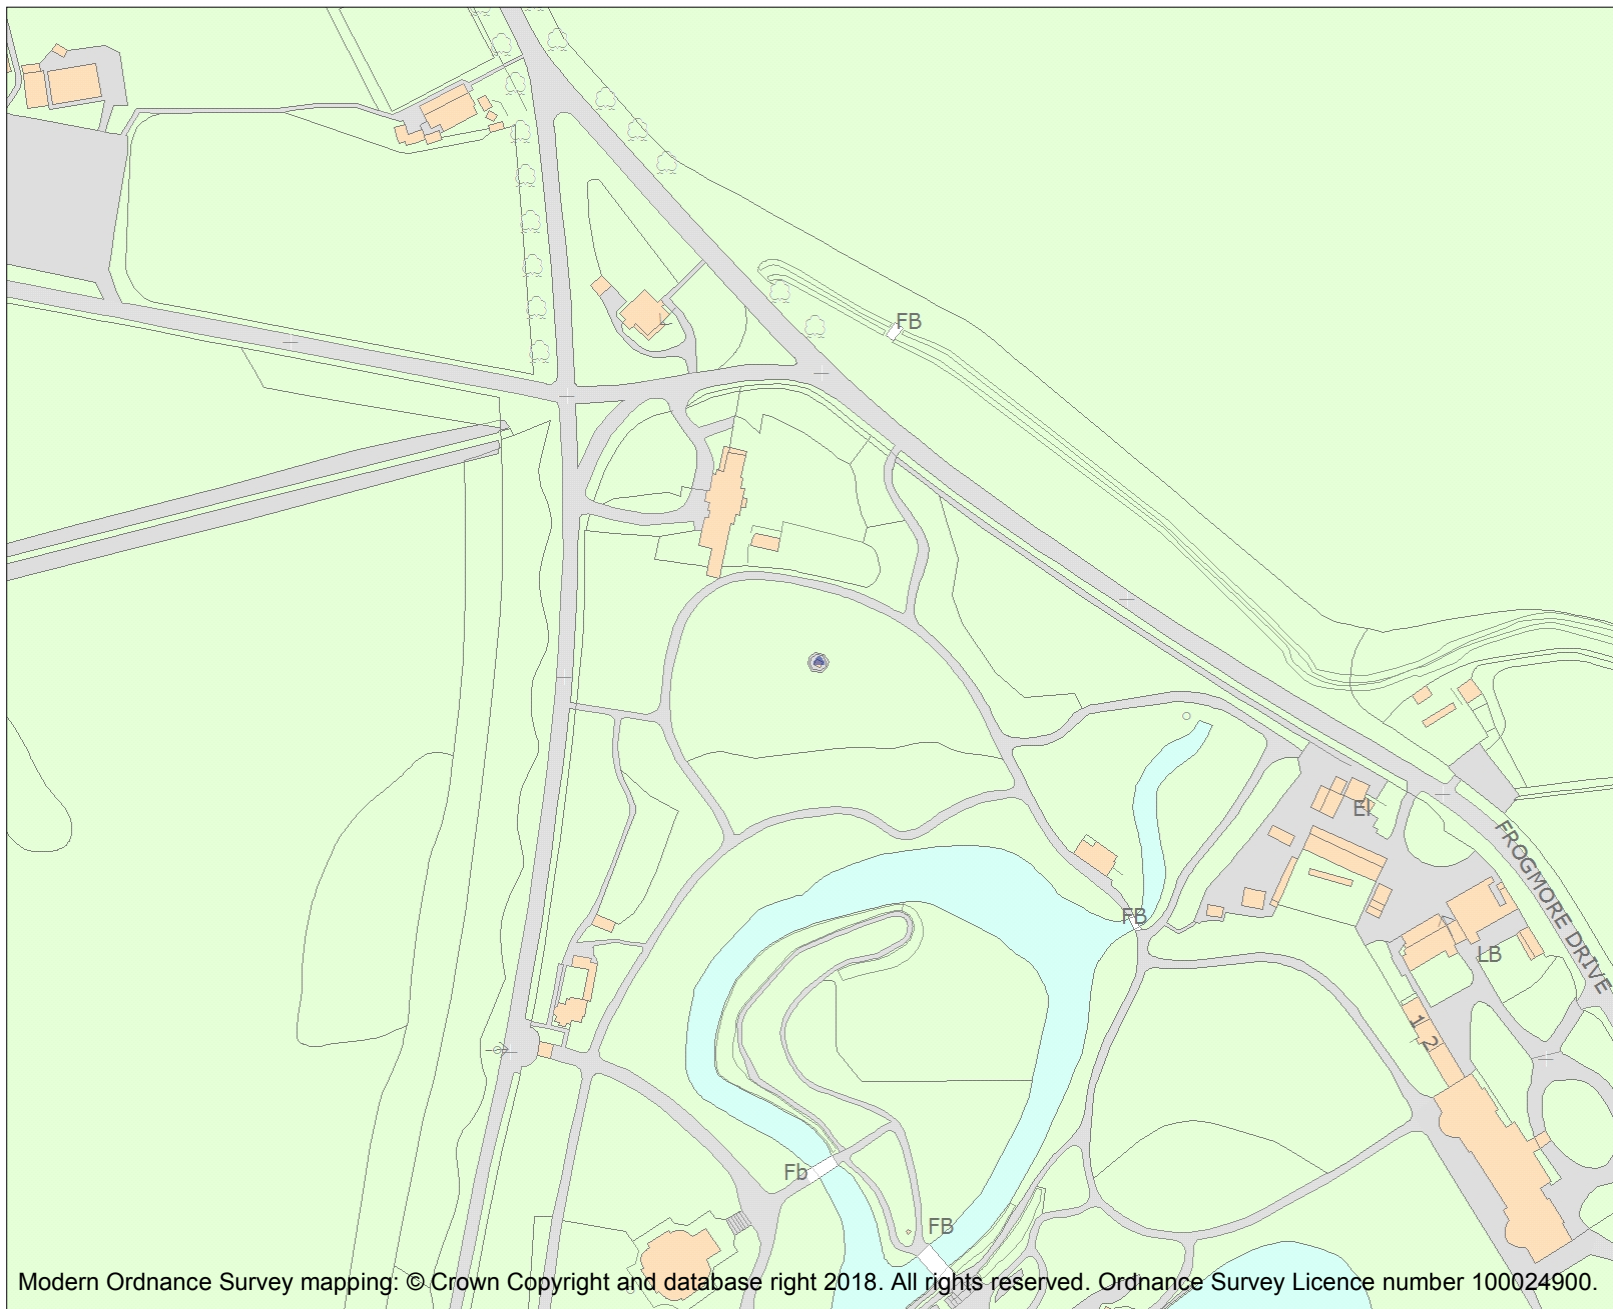 FB
L
El
FROGMORE DRIVE
FB
LB
1
2
Fb
FB
Modern Ordnance Survey mapping: © Crown Copyright and database right 2018. All rights reserved. Ordnance Survey Licence number 100024900.